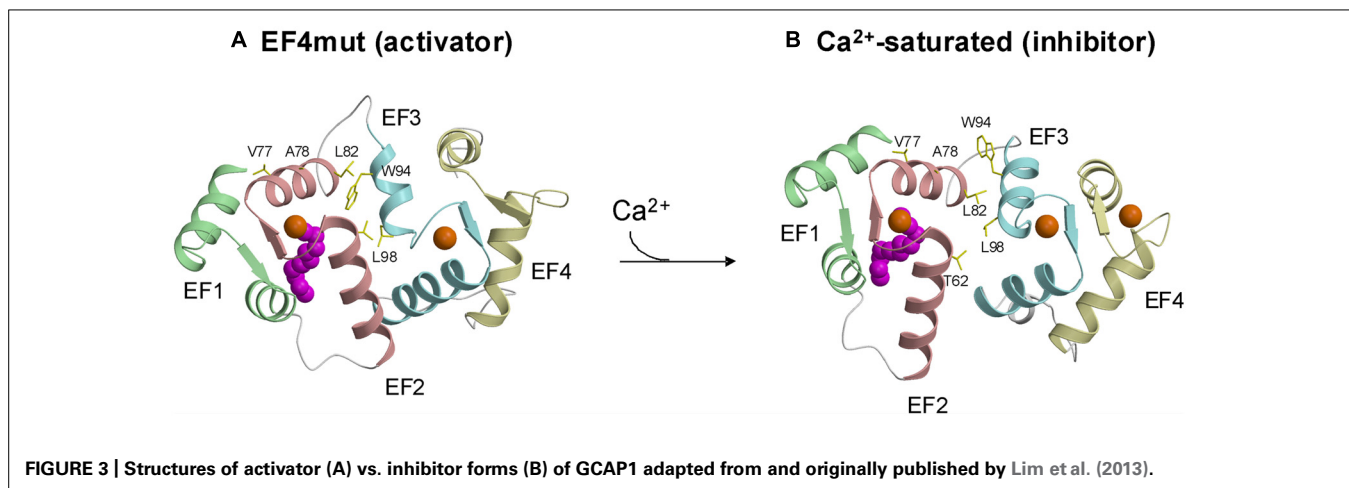 A EF4mut (activator)
EF3
V77
A78
L82
W94
L98
EF1
EF2
EF4
Ca²⁺
B Ca²⁺-saturated (inhibitor)
W94
EF3
V77
A78
L82
L98
EF1
T62
EF4
EF2
FIGURE 3 | Structures of activator (A) vs. inhibitor forms (B) of GCAP1 adapted from and originally published by Lim et al. (2013).